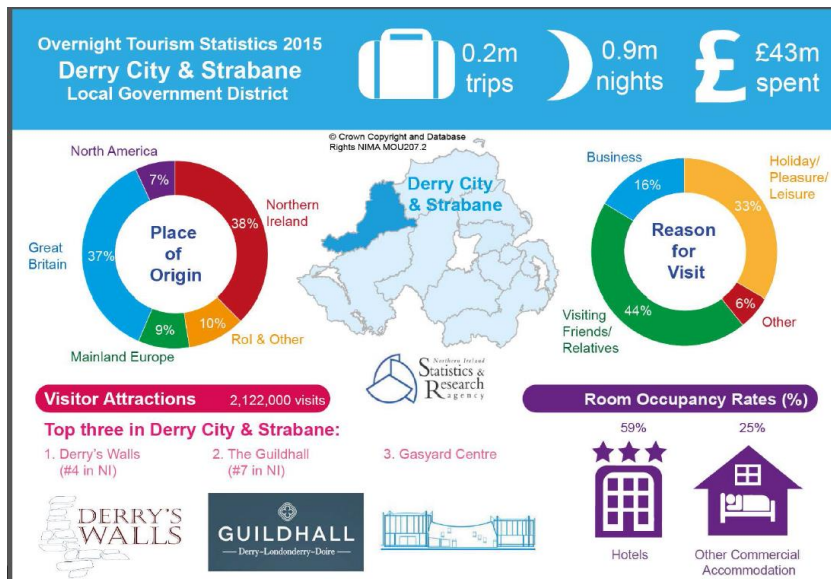 Overnight Tourism Statistics 2015
Derry City & Strabane
Local Government District
0.2m
trips
0.9m
nights
£
£43m
spent
© Crown Copyright and Database
Rights NIMA MOU207.2
North America
7%
Northern
Ireland
38%
Great
Britain
37%
Place
of
Origin
9%
10%
Mainland Europe
RoI & Other
Derry City
& Strabane
Business
16%
Holiday/
Pleasure/
Leisure
33%
Reason
for
Visit
44%
6%
Other
Visiting
Friends/
Relatives
Northern Ireland
Statistics &
Research
agency
Visitor Attractions
2,122,000 visits
Top three in Derry City & Strabane:
1. Derry's Walls
(#4 in NI)
2. The Guildhall
(#7 in NI)
3. Gasyard Centre
DERRY'S
WALLS
GUILDHALL
Derry~Londonderry~Doire
Room Occupancy Rates (%)
59%
25%
Hotels
Other Commercial
Accommodation